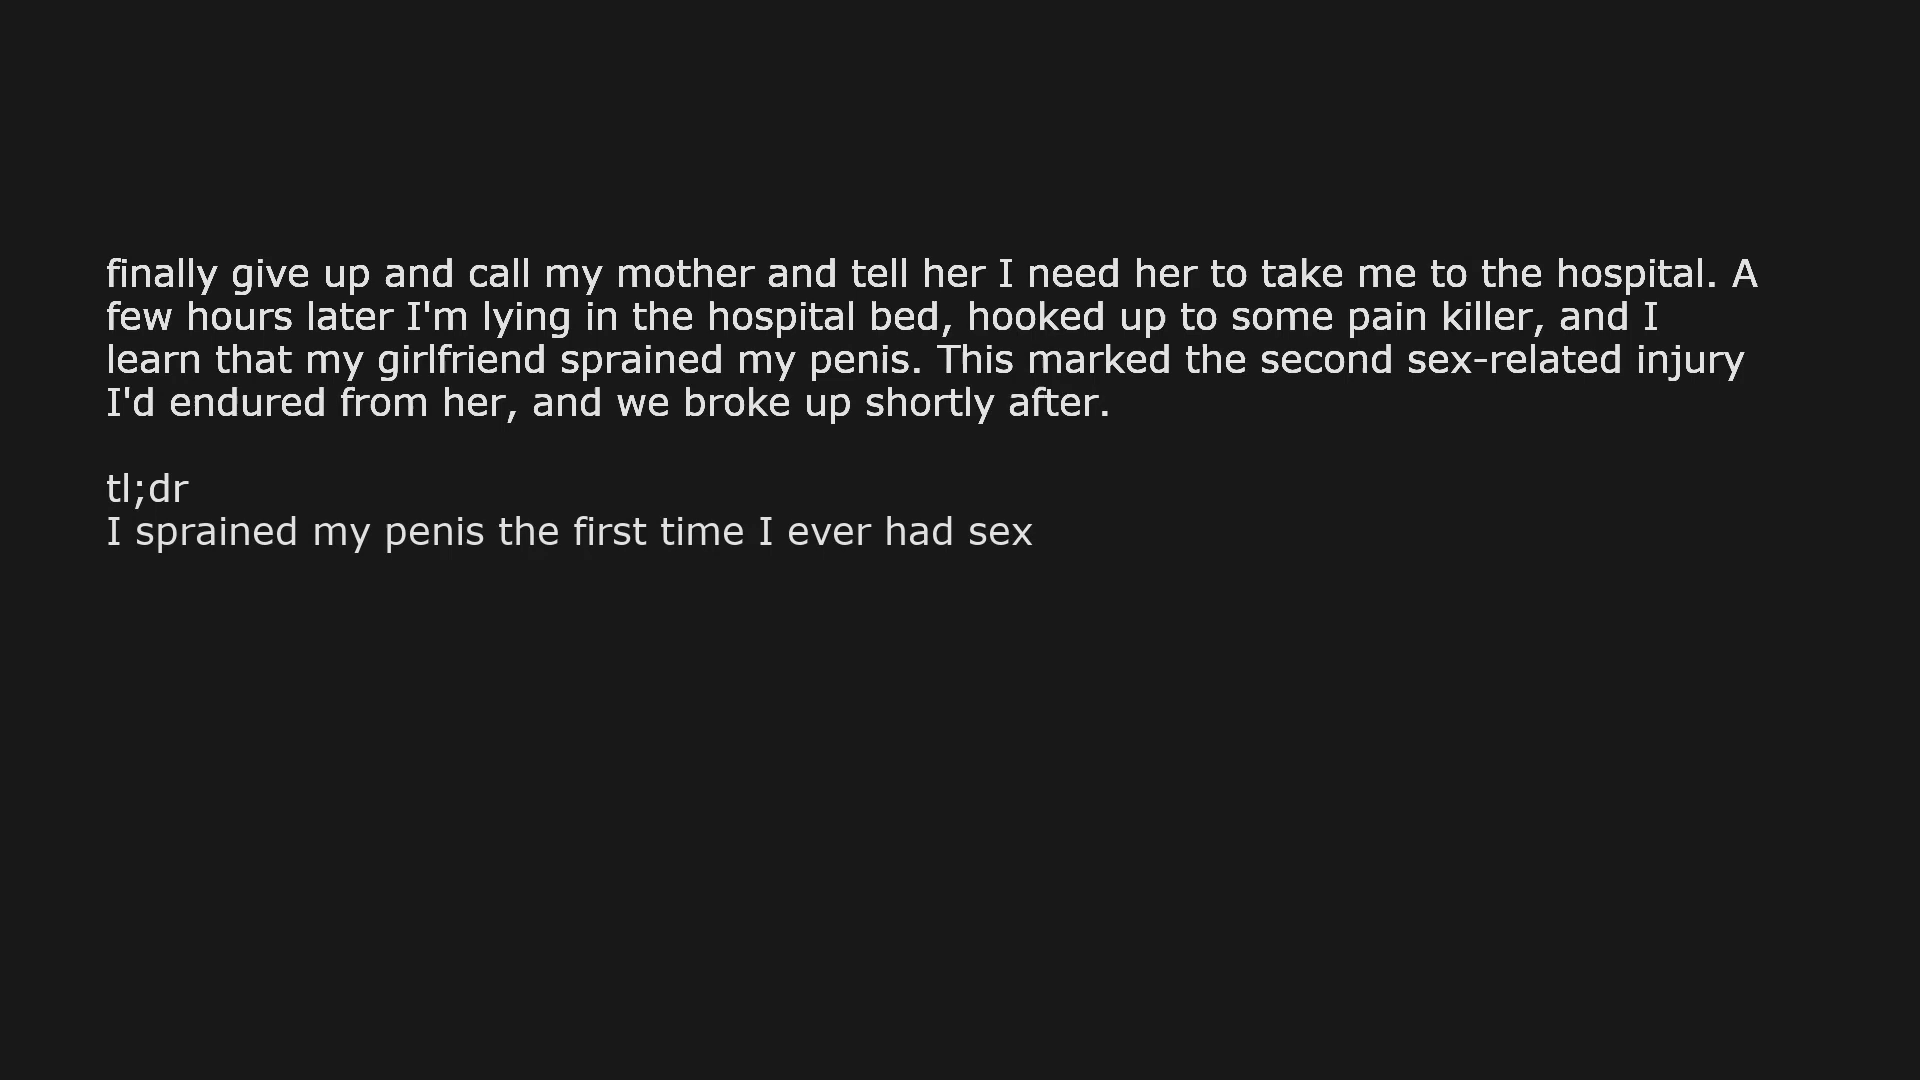 finally give up and call my mother and tell her I need her to take me to the hospital. A
few hours later I'm lying in the hospital bed, hooked up to some pain killer, and I
learn that my girlfriend sprained my penis. This marked the second sex-related injury
I'd endured from her, and we broke up shortly after.
tl;dr
I sprained my penis the first time I ever had sex